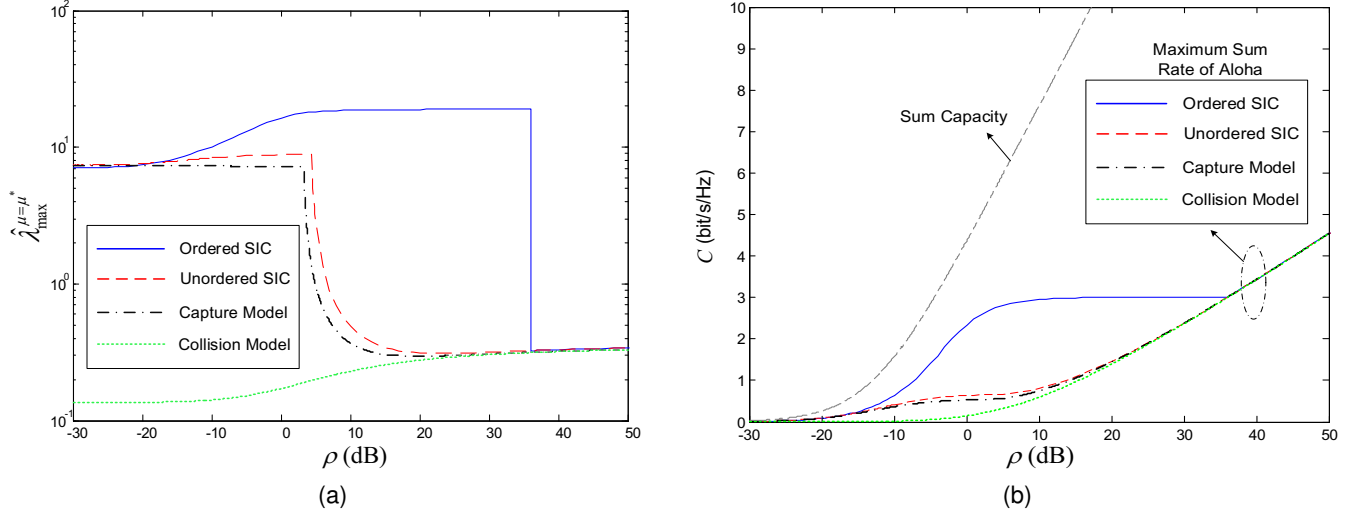 10^2
10^1
10^0
10^-1
\hat{λ}_{max}^{μ=μ^*}
Ordered SIC
Unordered SIC
Capture Model
Collision Model
-30 -20 -10 0 10 20 30 40 50
ρ (dB)
(a)
10
9
8
7
6
5
4
3
2
1
0
C (bit/s/Hz)
Sum Capacity
Maximum Sum
Rate of Aloha
Ordered SIC
Unordered SIC
Capture Model
Collision Model
-30 -20 -10 0 10 20 30 40 50
ρ (dB)
(b)